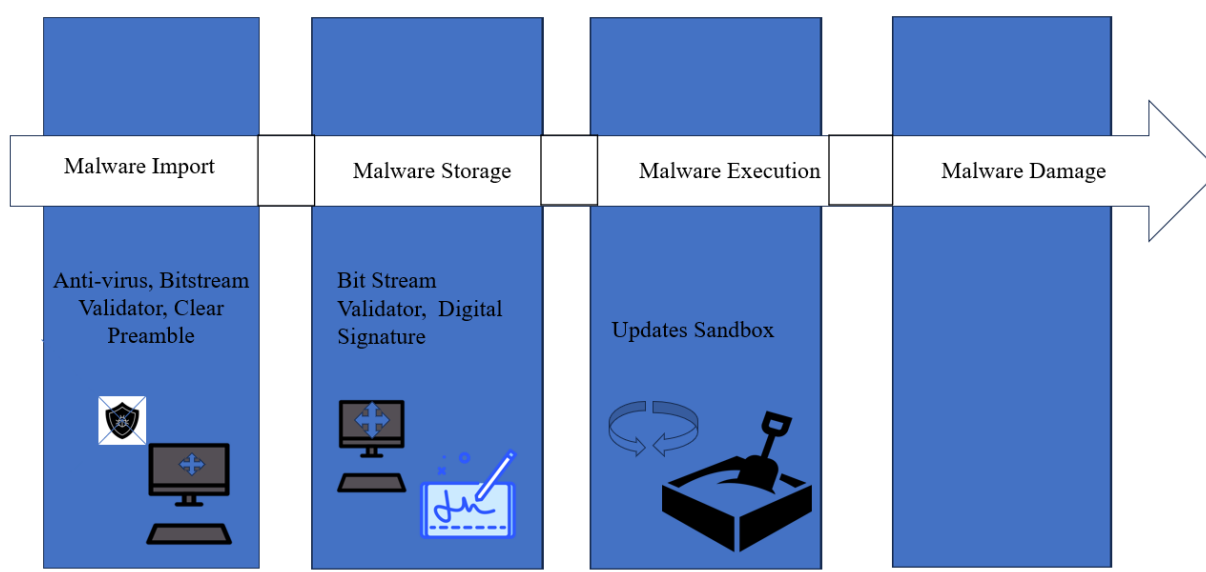 Malware Import
Malware Storage
Malware Execution
Malware Damage
Anti-virus, Bitstream
Validator, Clear
Preamble
Bit Stream
Validator, Digital
Signature
Updates Sandbox